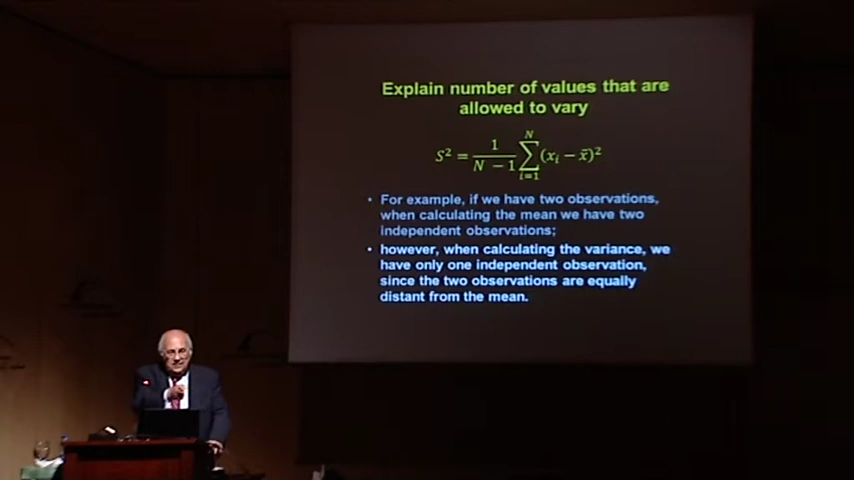 Explain number of values that are
allowed to vary
S² = 1/(N − 1) ∑_{i=1}^{N} (xᵢ − x̄)²
• For example, if we have two observations,
when calculating the mean we have two
independent observations;
• however, when calculating the variance, we
have only one independent observation,
since the two observations are equally
distant from the mean.